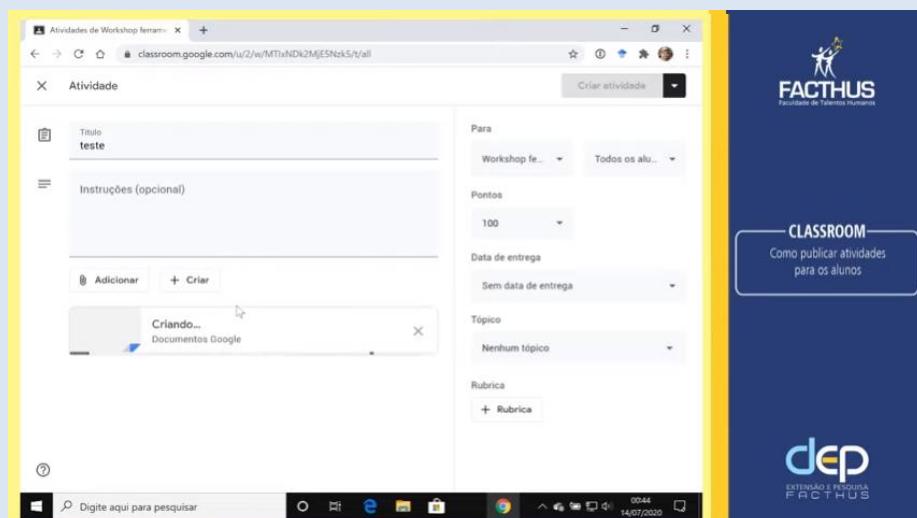 Atividades de Workshop ferrame
classroom.google.com/u/2/w/MTIxNDk2MjE5Nzk5/t/all
Atividade
Criar atividade
Título
teste
Instruções (opcional)
Adicionar
+ Criar
Criando...
Documentos Google
Para
Workshop fe...
Todos os alu...
Pontos
100
Data de entrega
Sem data de entrega
Tópico
Nenhum tópico
Rubrica
+ Rubrica
Digite aqui para pesquisar
00:44
14/07/2020
FACTHUS
Faculdade de Talentos Humanos
CLASSROOM
Como publicar atividades
para os alunos
dep
EXTENSÃO E PESQUISA
FACTHUS